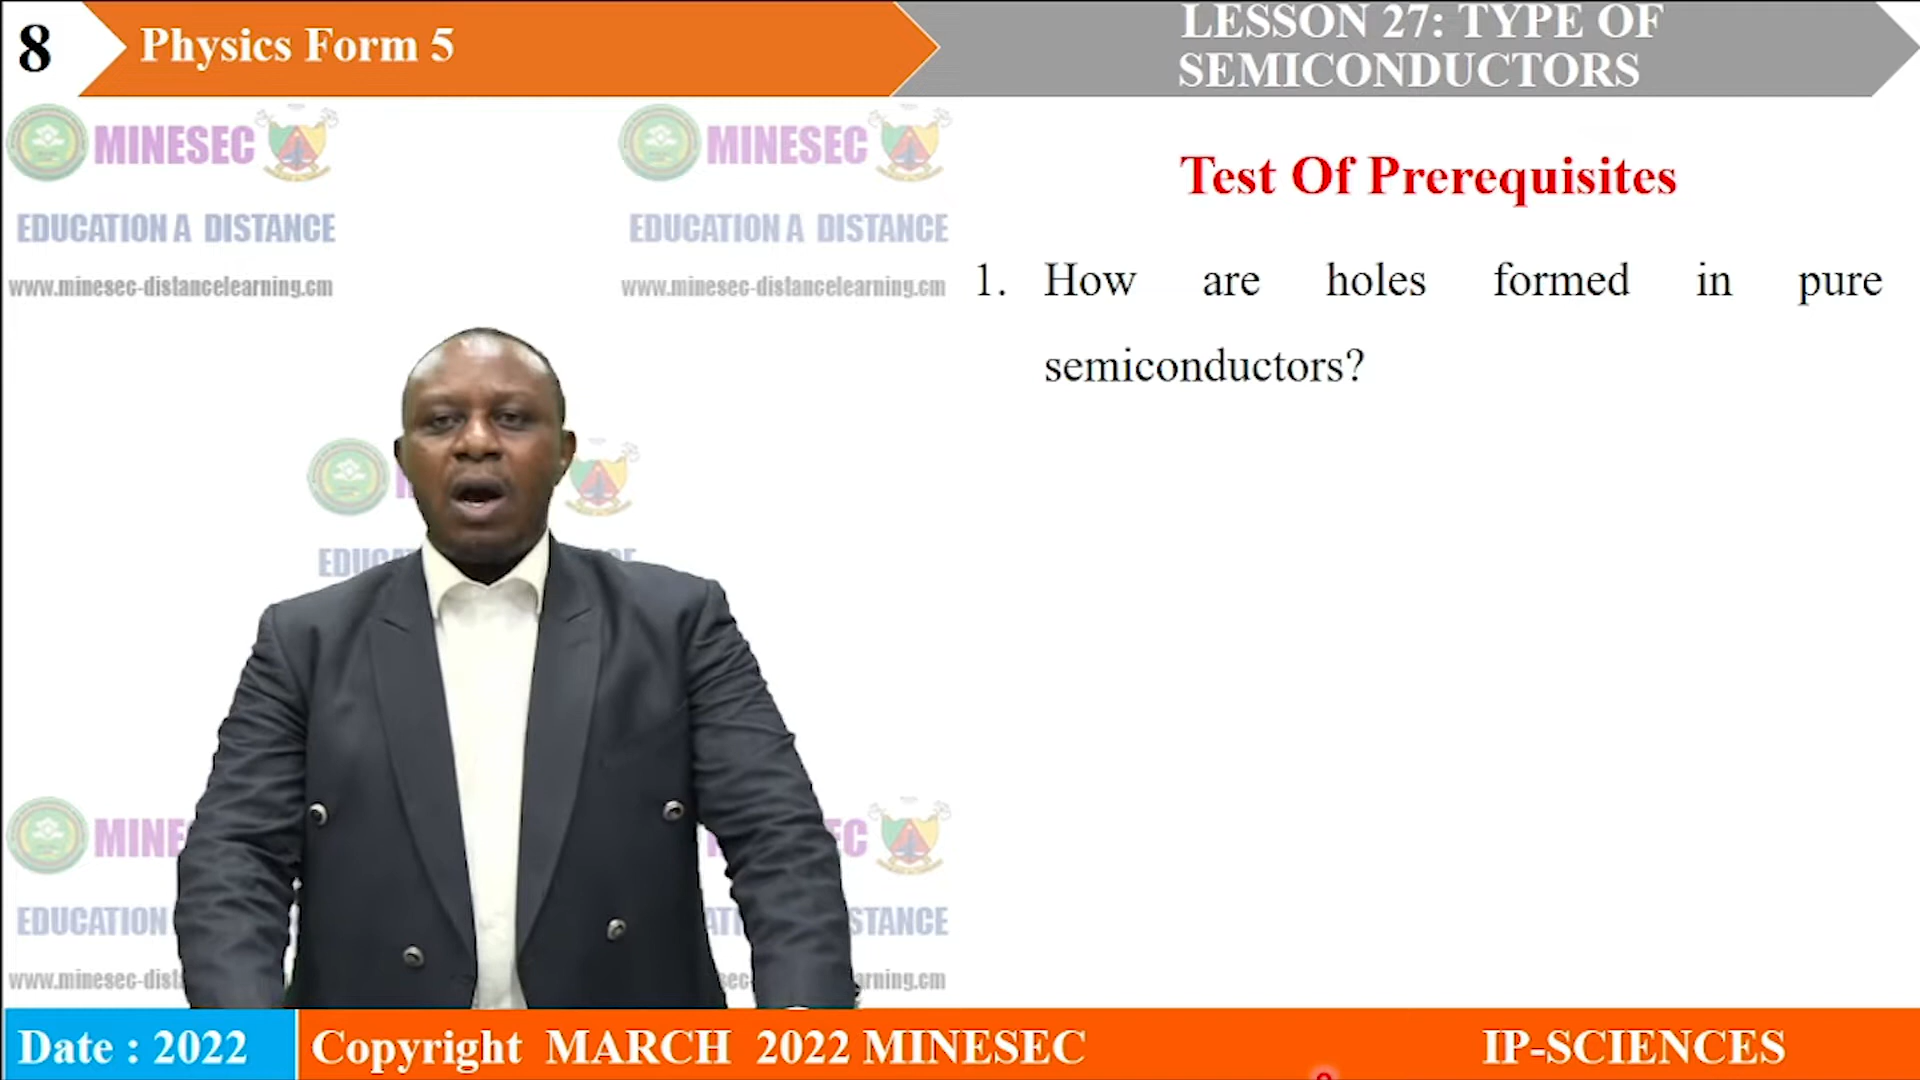 8
Physics Form 5
LESSON 27: TYPE OF
SEMICONDUCTORS
MINESEC
MINESEC
EDUCATION A DISTANCE
EDUCATION A DISTANCE
www.minesec-distancelearning.cm
www.minesec-distancelearning.cm
Test Of Prerequisites
1. How are holes formed in pure
semiconductors?
Date : 2022
Copyright MARCH 2022 MINESEC
IP-SCIENCES